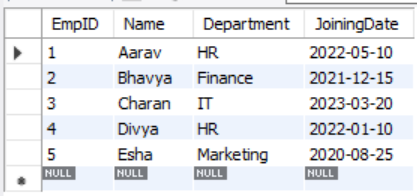 EmpID Name Department JoiningDate
1 Aarav HR 2022-05-10
2 Bhavya Finance 2021-12-15
3 Charan IT 2023-03-20
4 Divya HR 2022-01-10
5 Esha Marketing 2020-08-25
NULL NULL NULL NULL